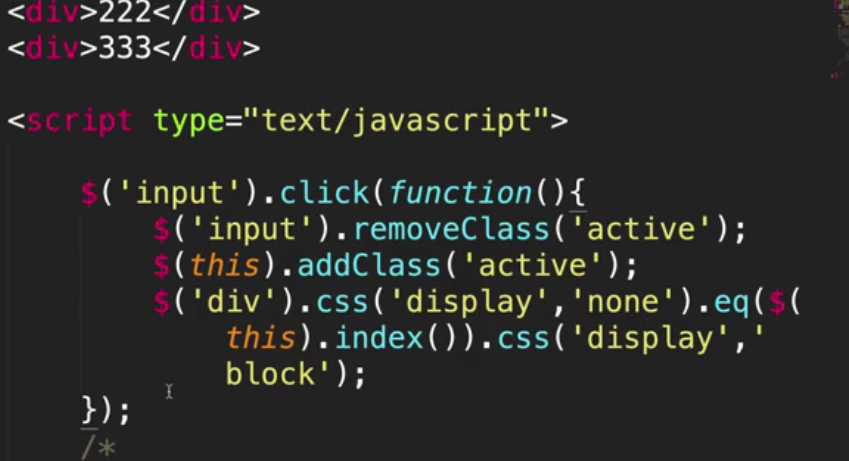 <div>222</div>
<div>333</div>
<script type="text/javascript">
$('input').click(function(){
$('input').removeClass('active');
$(this).addClass('active');
$('div').css('display','none').eq($(
this).index()).css('display','
block');
});
/*